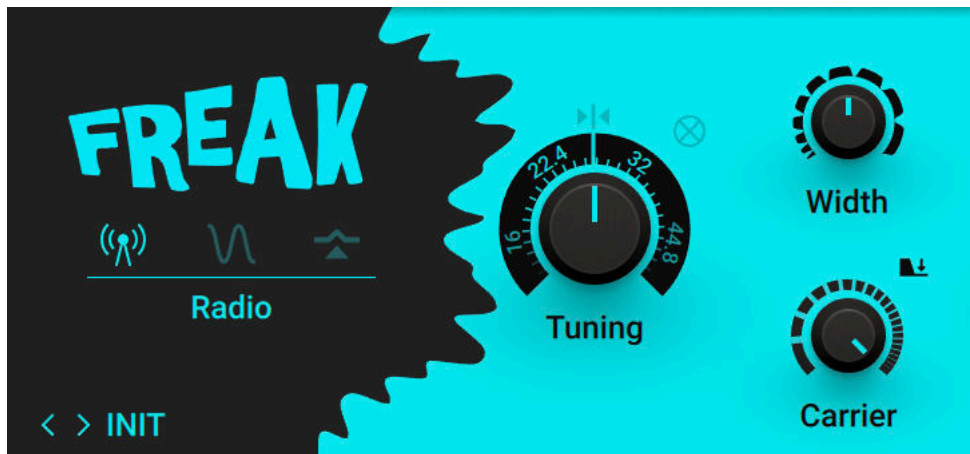 FREAK
Radio
< > INIT
16
22.4
32
44.8
Tuning
Width
Carrier